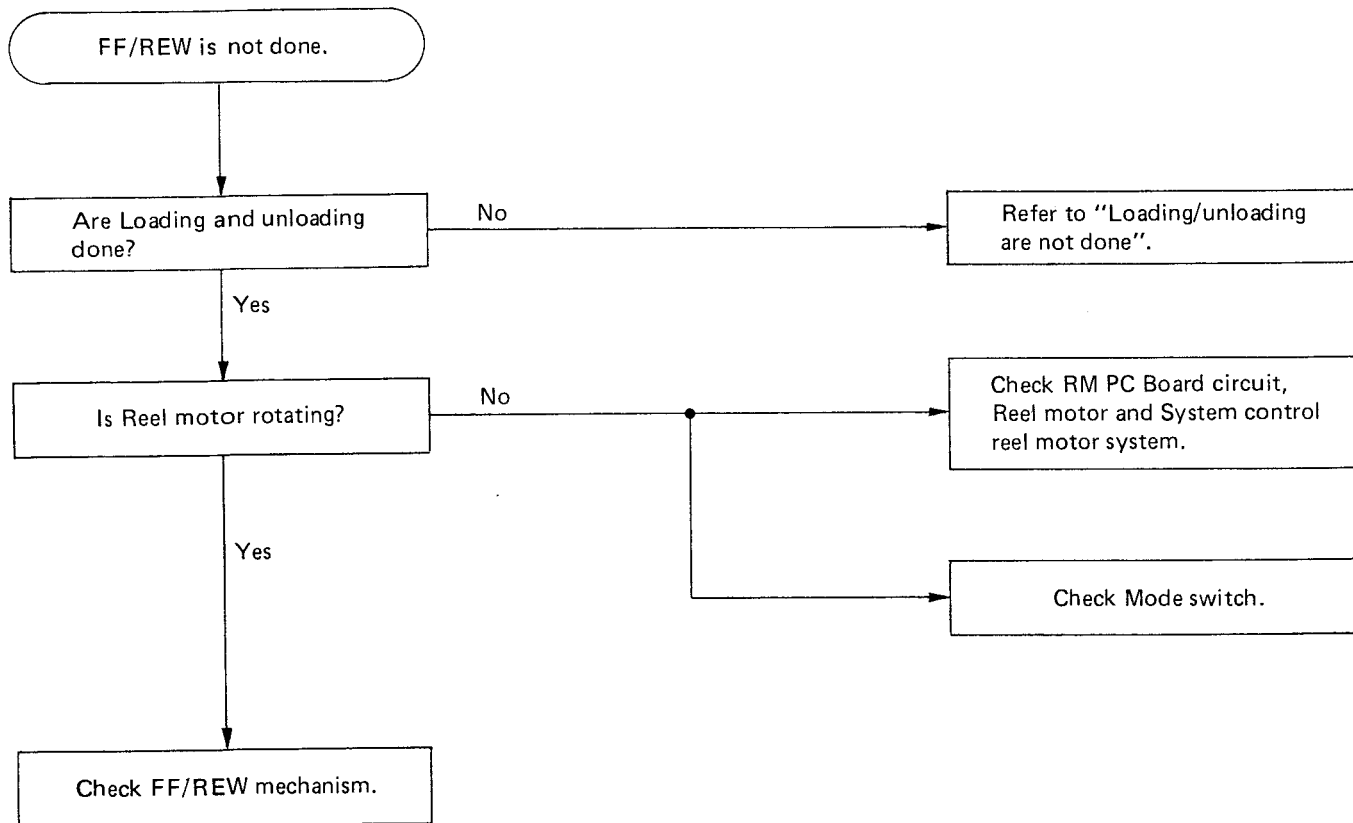 FF/REW is not done.
Are Loading and unloading
done?
No
Refer to "Loading/unloading
are not done".
Yes
Is Reel motor rotating?
No
Check RM PC Board circuit,
Reel motor and System control
reel motor system.
Yes
Check Mode switch.
Check FF/REW mechanism.